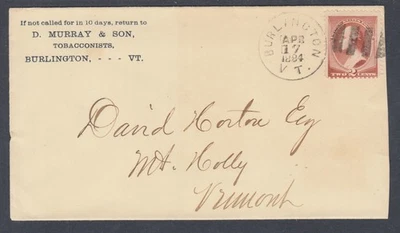 If not called for in 10 days, return to
D. MURRAY & SON,
TOBACCONISTS,
BURLINGTON, - - - - VT.
BURLINGTON
APR
17
1884
VT.
David Horton Esq
Mt. Holly
Vermont